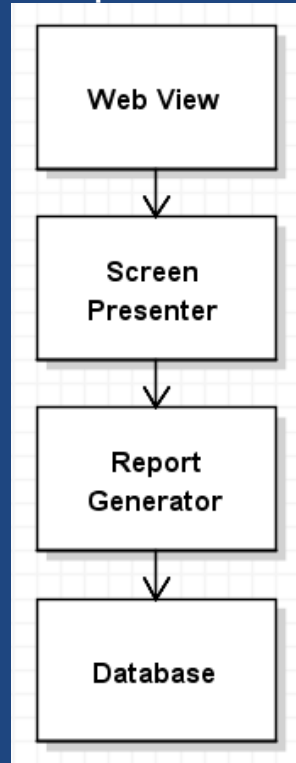 Web View
Screen
Presenter
Report
Generator
Database